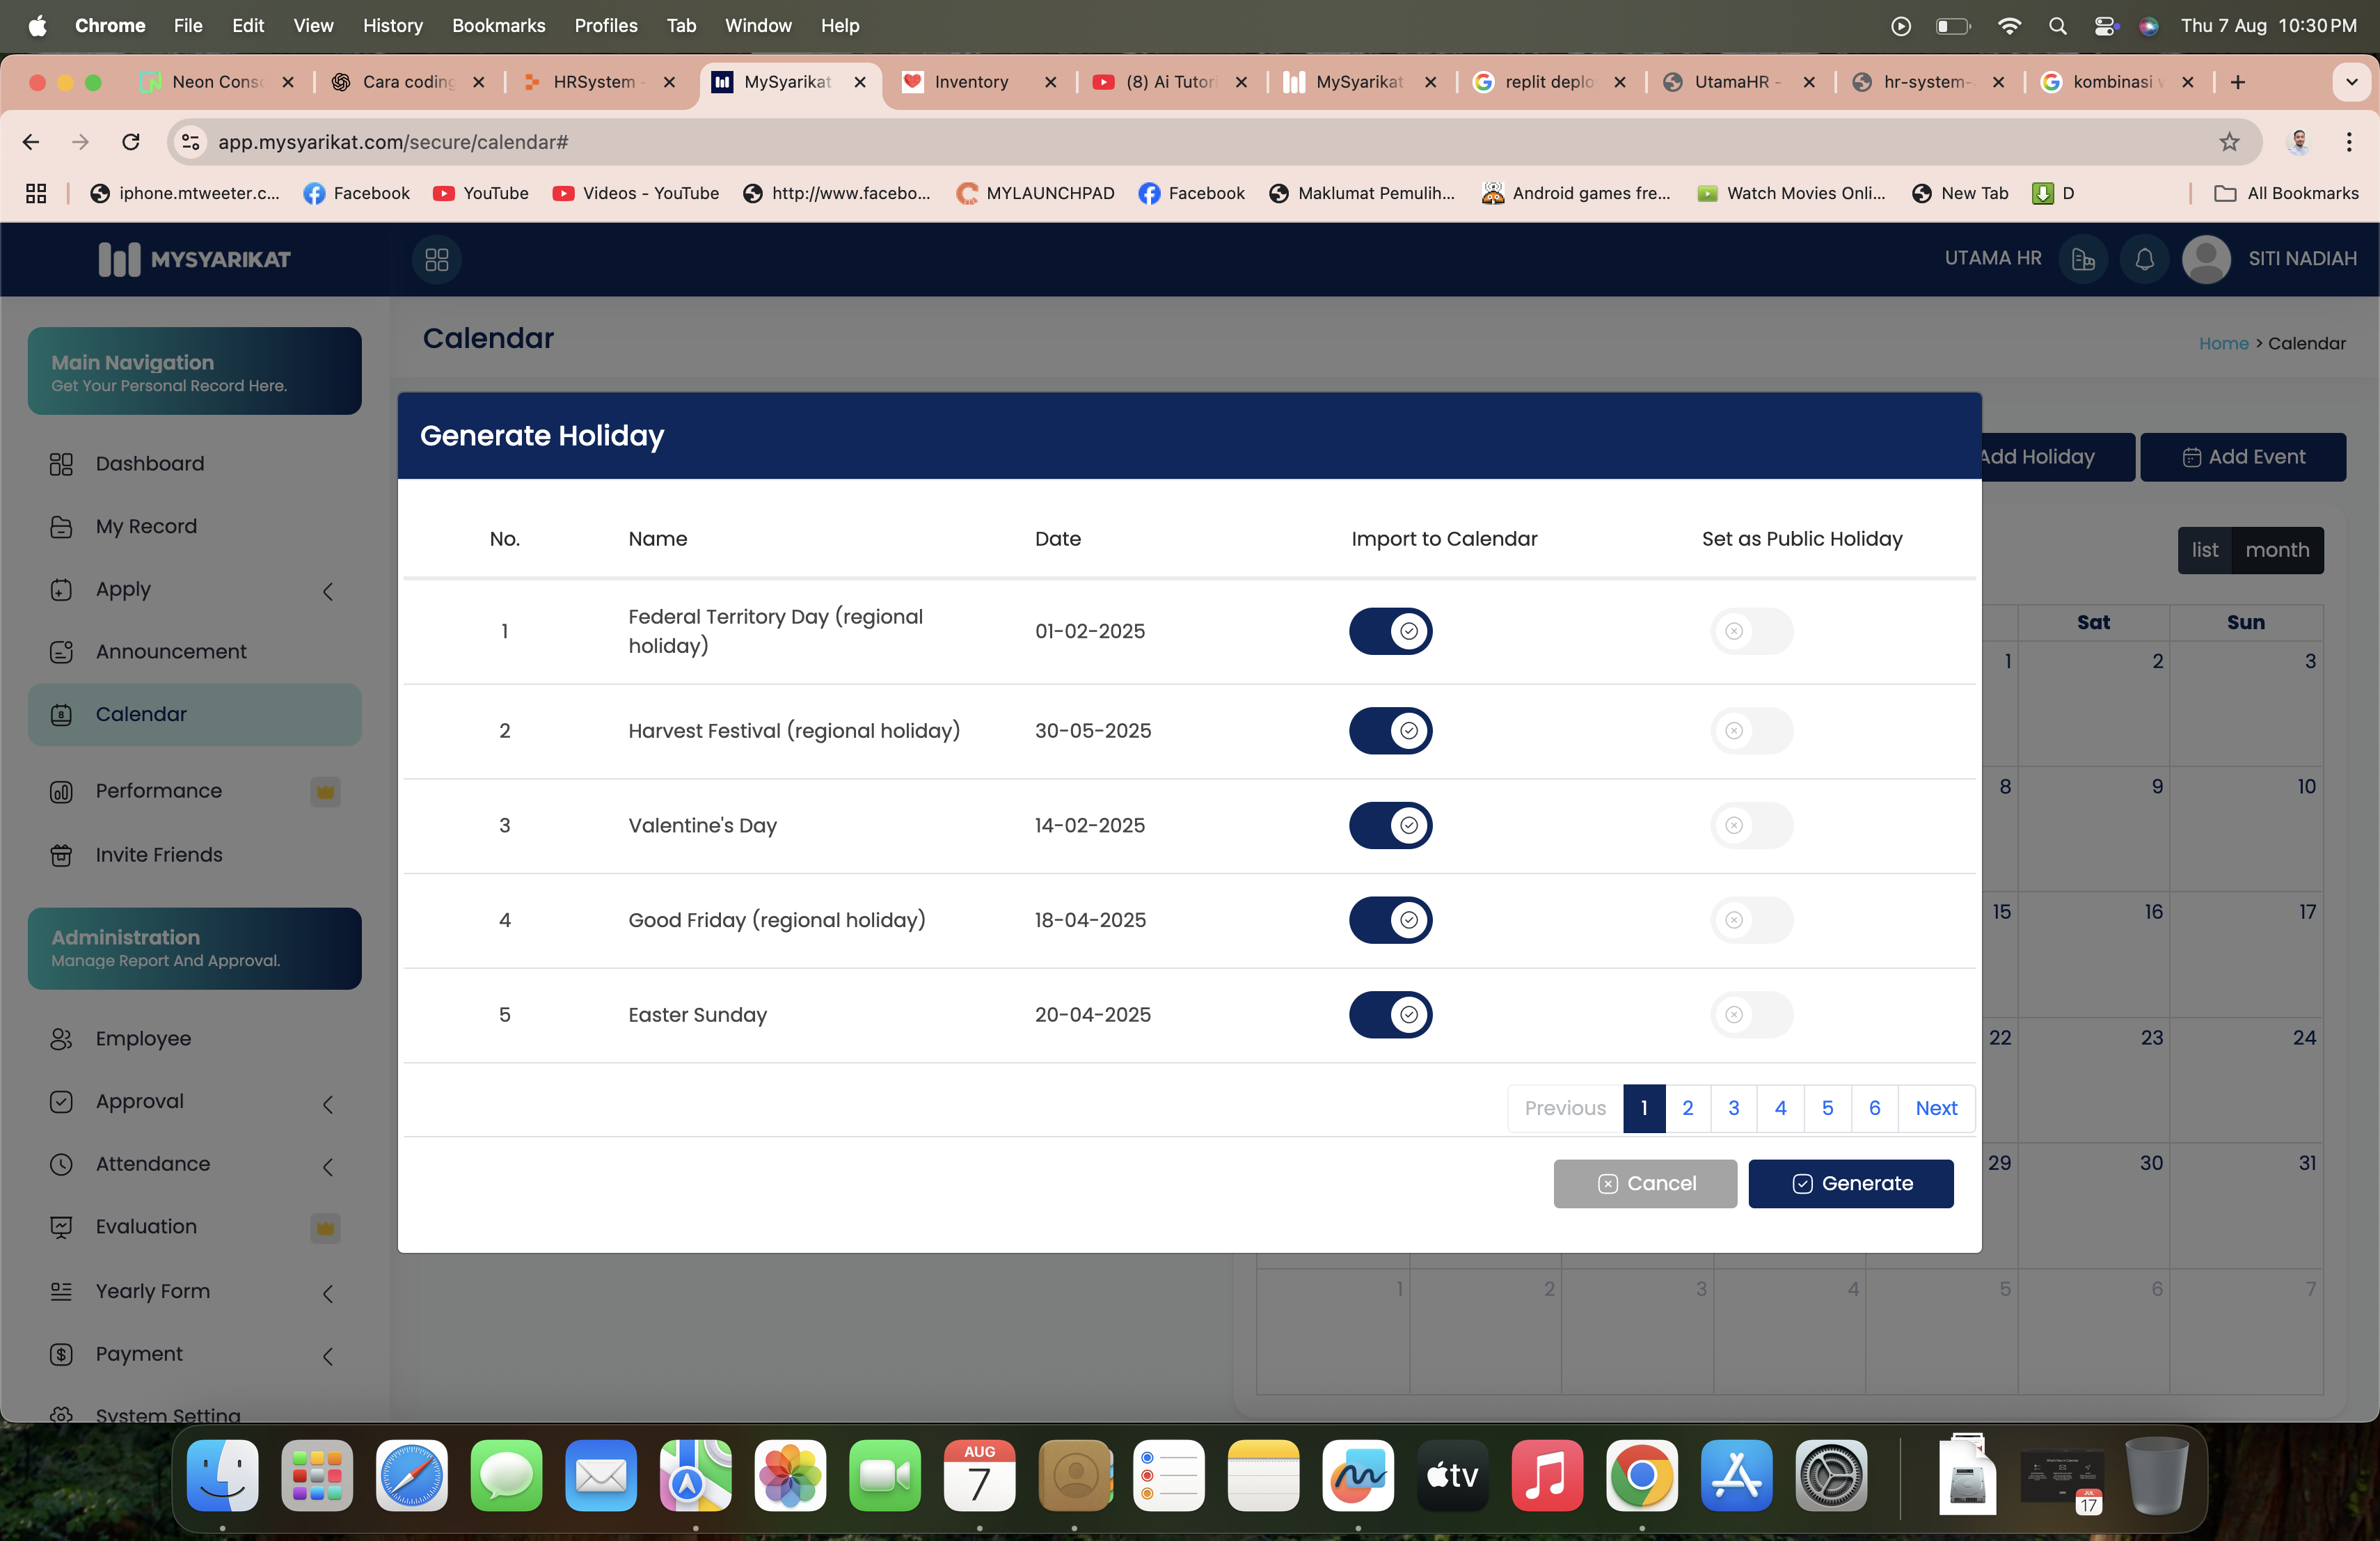 Chrome File Edit View History Bookmarks Profiles Tab Window Help Thu 7 Aug 10:30 PM
Neon Cons Cara coding HRSystem - MySyarikat Inventory (8) Ai Tutori MySyarikat replit deplo UtamaHR - hr-system- kombinasi w
app.mysyarikat.com/secure/calendar#
iphone.mtweeter.c... Facebook YouTube Videos - YouTube http://www.facebo... MYLAUNCHPAD Facebook Maklumat Pemulih... Android games fre... Watch Movies Onli... New Tab D All Bookmarks
MYSYARIKAT UTAMA HR SITI NADIAH
Calendar
Home > Calendar
Main Navigation
Get Your Personal Record Here.
Dashboard
My Record
Apply
Announcement
Calendar
Performance
Invite Friends
Administration
Manage Report And Approval.
Employee
Approval
Attendance
Evaluation
Yearly Form
Payment
System Setting
Add Holiday Add Event
Generate Holiday
No. Name Date Import to Calendar Set as Public Holiday
1 Federal Territory Day (regional
holiday) 01-02-2025
2 Harvest Festival (regional holiday) 30-05-2025
3 Valentine's Day 14-02-2025
4 Good Friday (regional holiday) 18-04-2025
5 Easter Sunday 20-04-2025
Previous 1 2 3 4 5 6 Next
Cancel Generate
list month
Sat Sun
1 2 3
8 9 10
15 16 17
22 23 24
29 30 31
1 2 3 4 5 6 7
AUG
7
tv
JUL
17